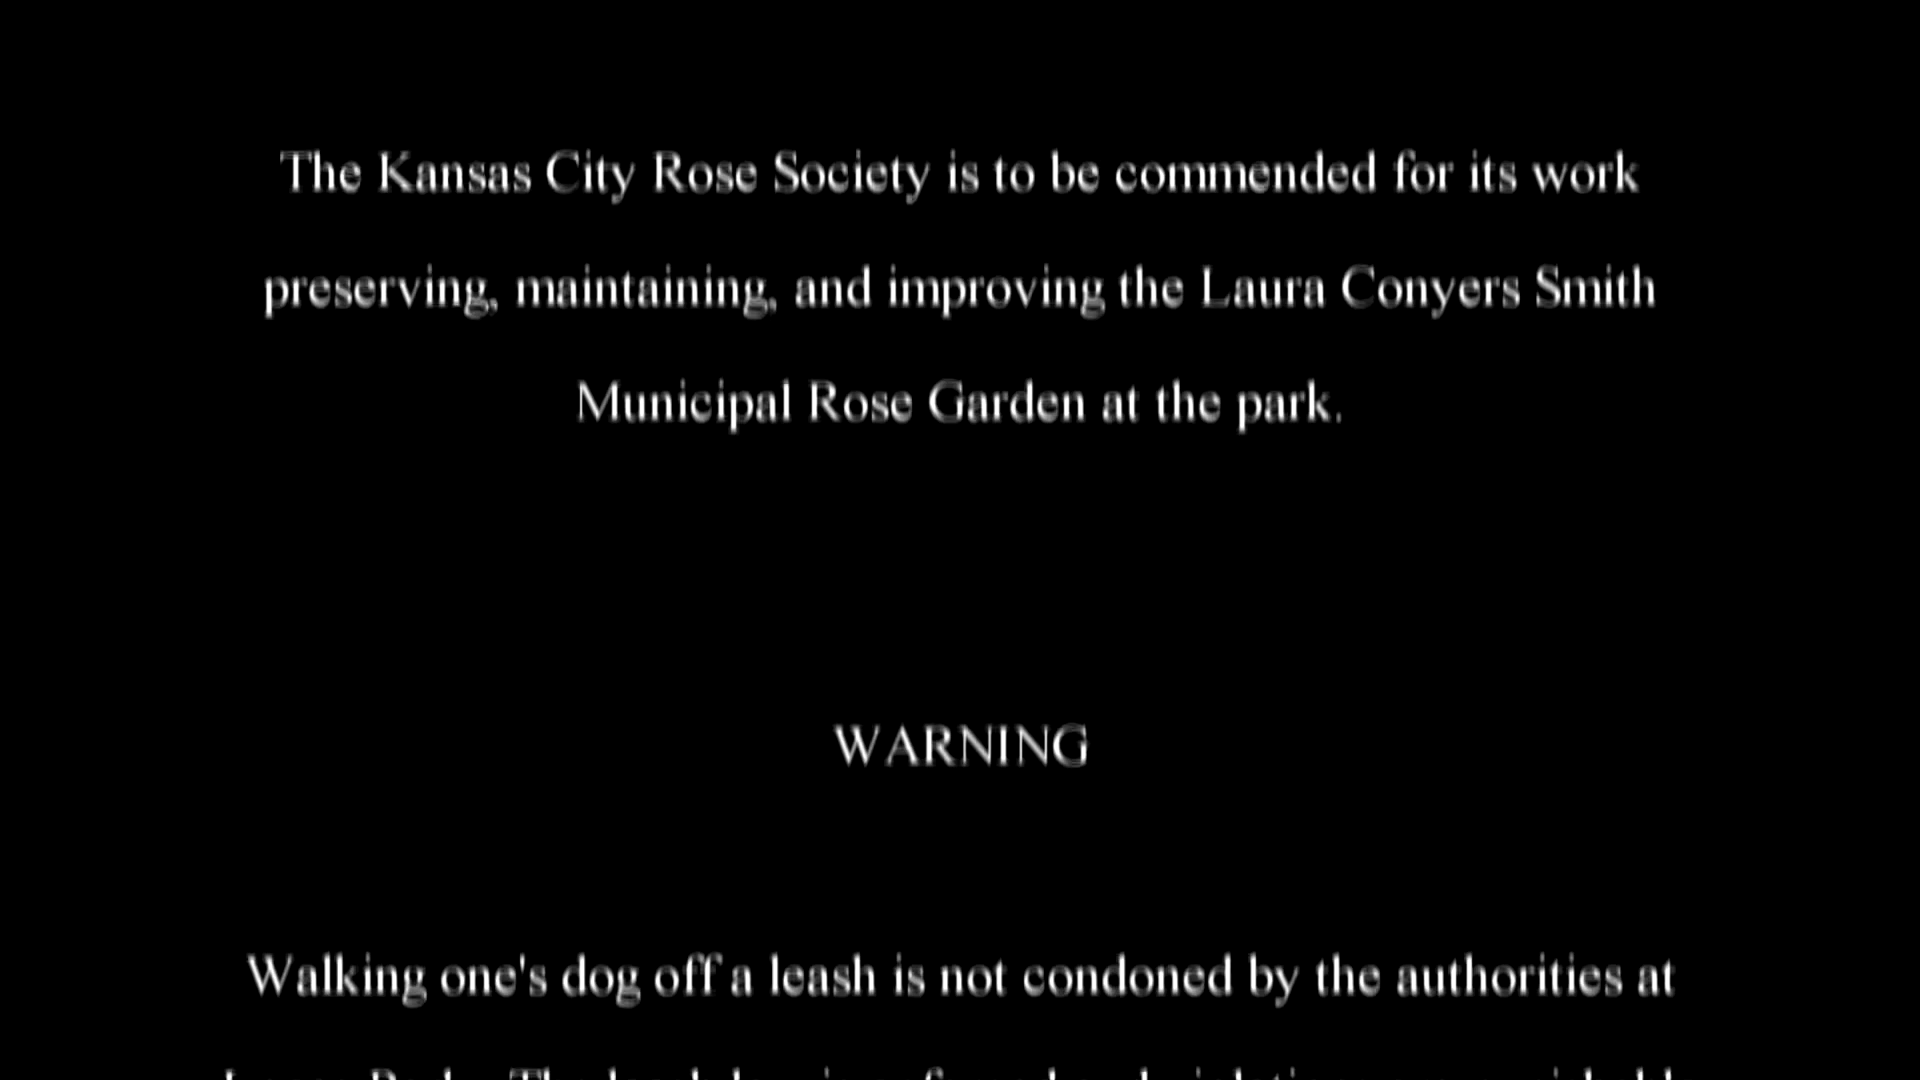 The Kansas City Rose Society is to be commended for its work
preserving, maintaining, and improving the Laura Conyers Smith
Municipal Rose Garden at the park.
WARNING
Walking one's dog off a leash is not condoned by the authorities at